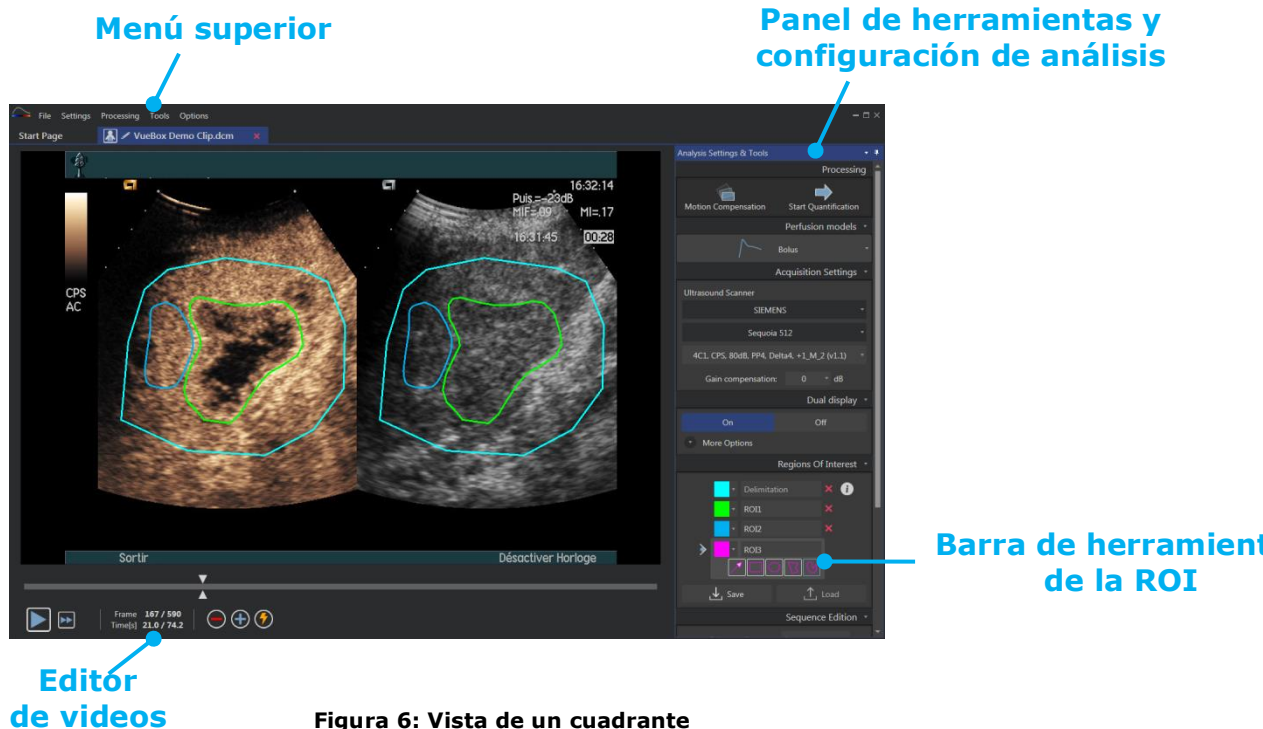 Menú superior
Panel de herramientas y
configuración de análisis
File Settings Processing Tools Options
Start Page VueBox Demo Clip.dcm
Analysis Settings & Tools
Processing
Motion Compensation Start Quantification
Perfusion models
Bolus
Acquisition Settings
Ultrasound Scanner
SIEMENS
Sequoia 512
4C1, CPS, 80dB, PP4, Delta4, +1_M_2 (v1.1)
Gain compensation: 0 dB
Dual display
On Off
More Options
Regions Of Interest
Delimitation
ROI1
ROI2
ROI3
Save Load
Sequence Edition
16:32:14
Puis.=-23dB
MIF=.09 MI=.17
16:31:45 00:28
CPS
AC
Sortir Désactiver Horloge
Frame 167 / 590
Time[s] 21.0 / 74.2
Barra de herramient
de la ROI
Editor
de videos
Figura 6: Vista de un cuadrante